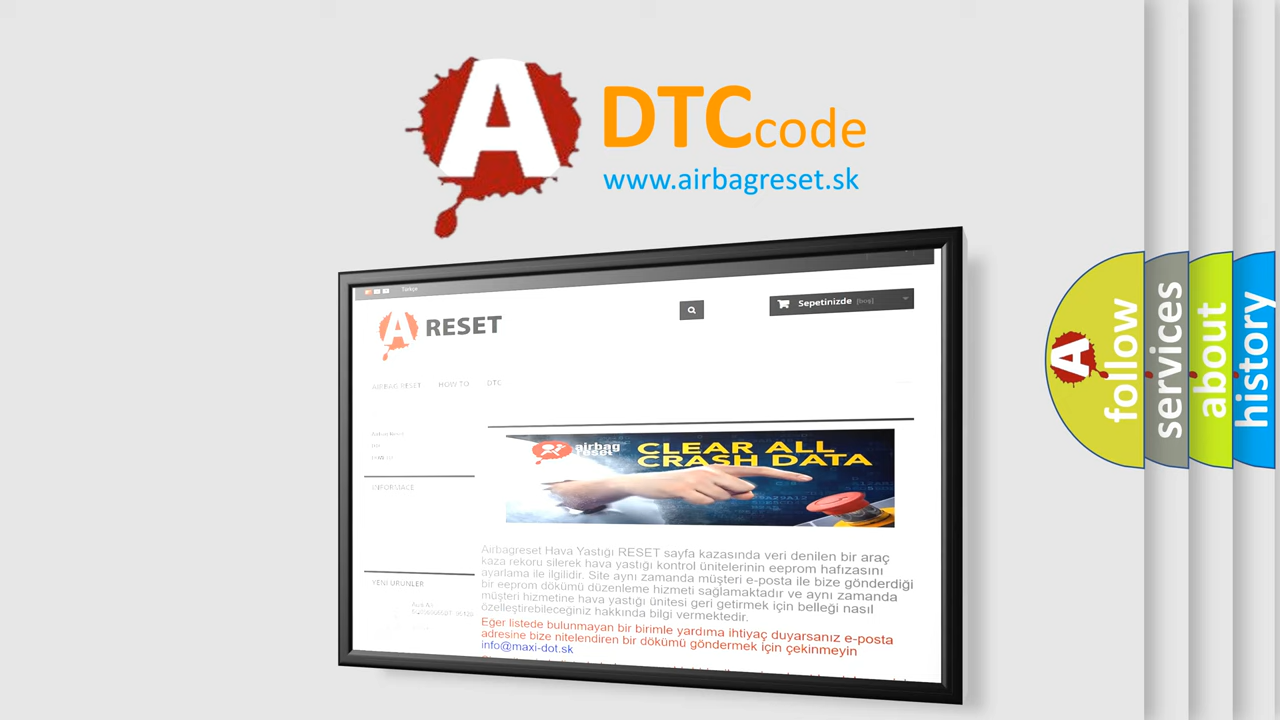 A DTC code
www.airbagreset.sk
Türkçe
A RESET
Sepetinizde [boş]
AIRBAG RESET HOW TO DTC
INFORMACE
airbag reset
CLEAR ALL
CRASH DATA
Airbagreset Hava Yastığı RESET sayfa kazasında veri denilen bir araç
kaza rekoru silerek hava yastığı kontrol ünitelerinin eeprom hafızasını
ayarlama ile ilgilidir. Site aynı zamanda müşteri e-posta ile bize gönderdiği
bir eeprom dökümü düzenleme hizmeti sağlamaktadır ve aynı zamanda
müşteri hizmetine hava yastığı ünitesi geri getirmek için belleği nasıl
özelleştirebileceğiniz hakkında bilgi vermektedir.
Eğer listede bulunmayan bir birimle yardıma ihtiyaç duyarsanız e-posta
adresine bize nitelendiren bir dökümü göndermek için çekinmeyin
info@maxi-dot.sk
YENI ÜRÜNLER
A follow
services
about
history